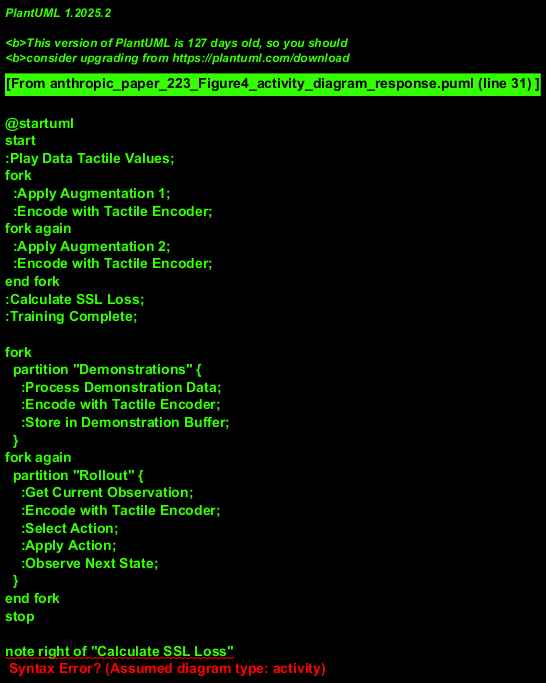 PlantUML 1.2025.2
<b>This version of PlantUML is 127 days old, so you should
<b>consider upgrading from https://plantuml.com/download
[From anthropic_paper_223_Figure4_activity_diagram_response.puml (line 31) ]
@startuml
start
:Play Data Tactile Values;
fork
:Apply Augmentation 1;
:Encode with Tactile Encoder;
fork again
:Apply Augmentation 2;
:Encode with Tactile Encoder;
end fork
:Calculate SSL Loss;
:Training Complete;
fork
partition "Demonstrations" {
:Process Demonstration Data;
:Encode with Tactile Encoder;
:Store in Demonstration Buffer;
}
fork again
partition "Rollout" {
:Get Current Observation;
:Encode with Tactile Encoder;
:Select Action;
:Apply Action;
:Observe Next State;
}
end fork
stop
note right of "Calculate SSL Loss"
Syntax Error? (Assumed diagram type: activity)